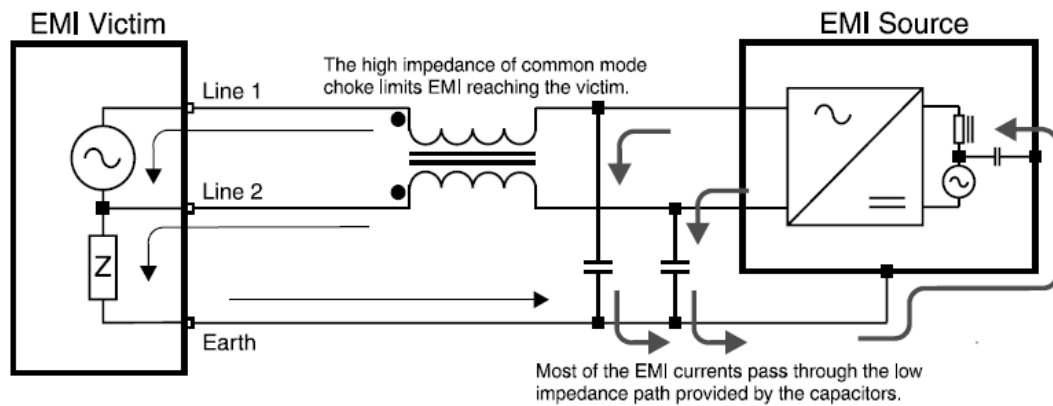 EMI Victim
EMI Source
The high impedance of common mode
choke limits EMI reaching the victim.
Line 1
Line 2
Z
Earth
Most of the EMI currents pass through the low
impedance path provided by the capacitors.